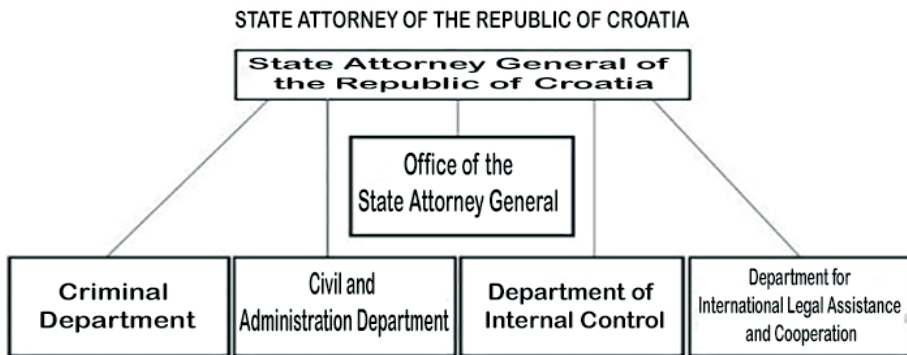 STATE ATTORNEY OF THE REPUBLIC OF CROATIA
State Attorney General of
the Republic of Croatia
Office of the
State Attorney General
Criminal
Department
Civil and
Administration Department
Department of
Internal Control
Department for
International Legal Assistance
and Cooperation